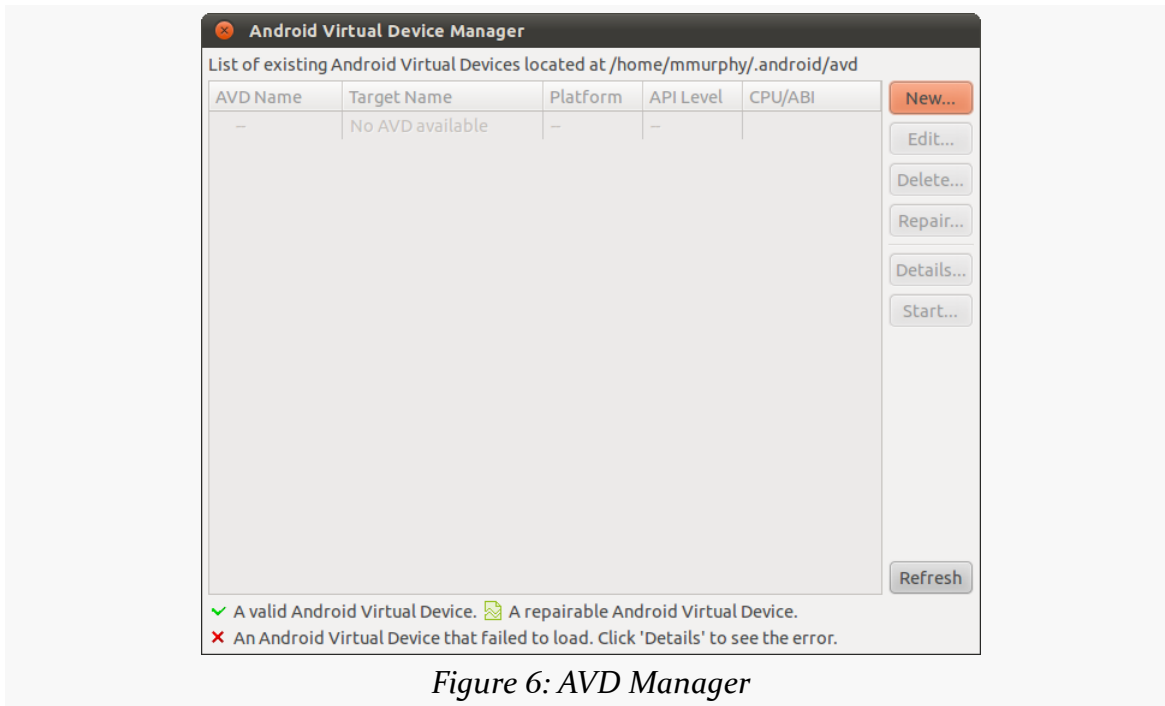 Android Virtual Device Manager
List of existing Android Virtual Devices located at /home/mmurphy/.android/avd
AVD Name Target Name Platform API Level CPU/ABI
-- No AVD available -- --
New...
Edit...
Delete...
Repair...
Details...
Start...
Refresh
A valid Android Virtual Device. A repairable Android Virtual Device.
An Android Virtual Device that failed to load. Click 'Details' to see the error.
Figure 6: AVD Manager